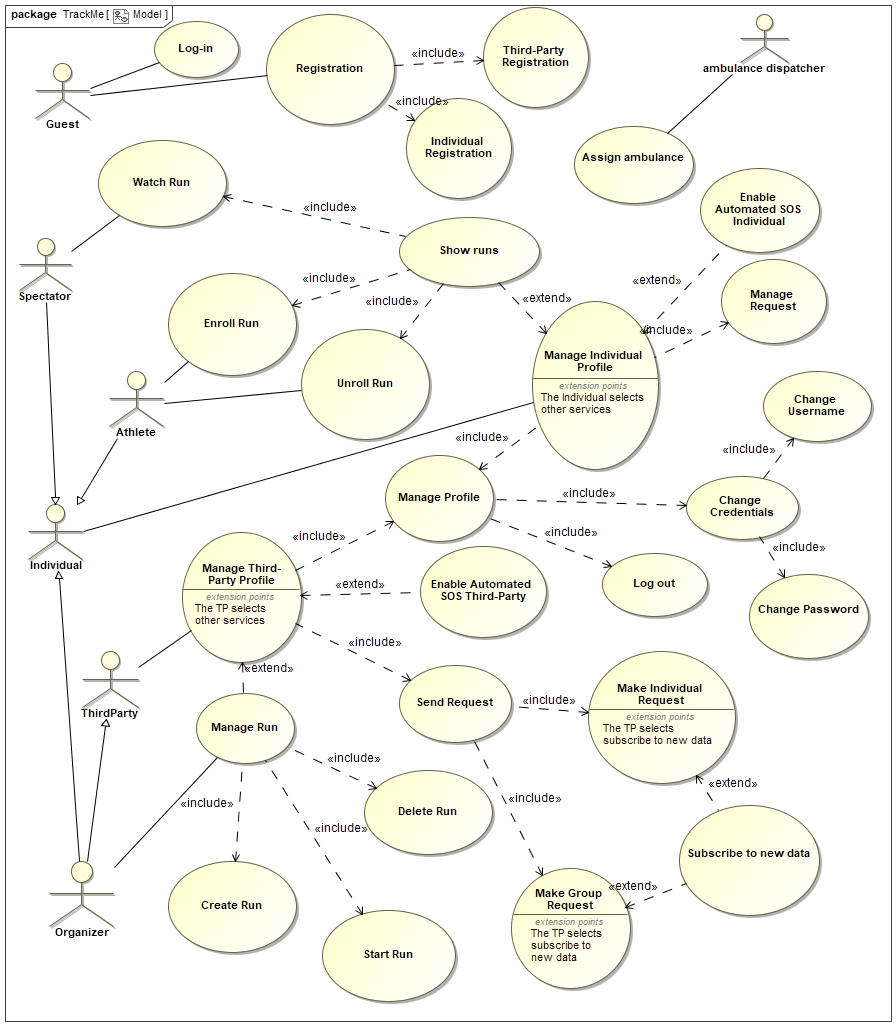 package TrackMe [ Model ]
Log-in
Registration
«include»
Third-Party
Registration
ambulance dispatcher
Guest
«include»
Individual
Registration
Assign ambulance
Watch Run
Enable
Automated SOS
Individual
«include»
Show runs
Spectator
«include»
«include»
«extend»
«extend»
Manage
Request
Enroll Run
«include»
Manage Individual
Profile
extension points
The Individual selects
other services
Unroll Run
Athlete
Change
Username
«include»
«include»
Manage Profile
«include»
Change
Credentials
Individual
«include»
«include»
«include»
Manage Third-
Party Profile
extension points
The TP selects
other services
«extend»
Enable Automated
SOS Third-Party
Log out
Change Password
«include»
«extend»
ThirdParty
Send Request
«include»
Make Individual
Request
extension points
The TP selects
subscribe to new data
Manage Run
«include»
«extend»
«include»
«include»
«include»
Delete Run
Subscribe to new data
Create Run
«extend»
Make Group
Request
extension points
The TP selects
subscribe to
new data
Organizer
Start Run